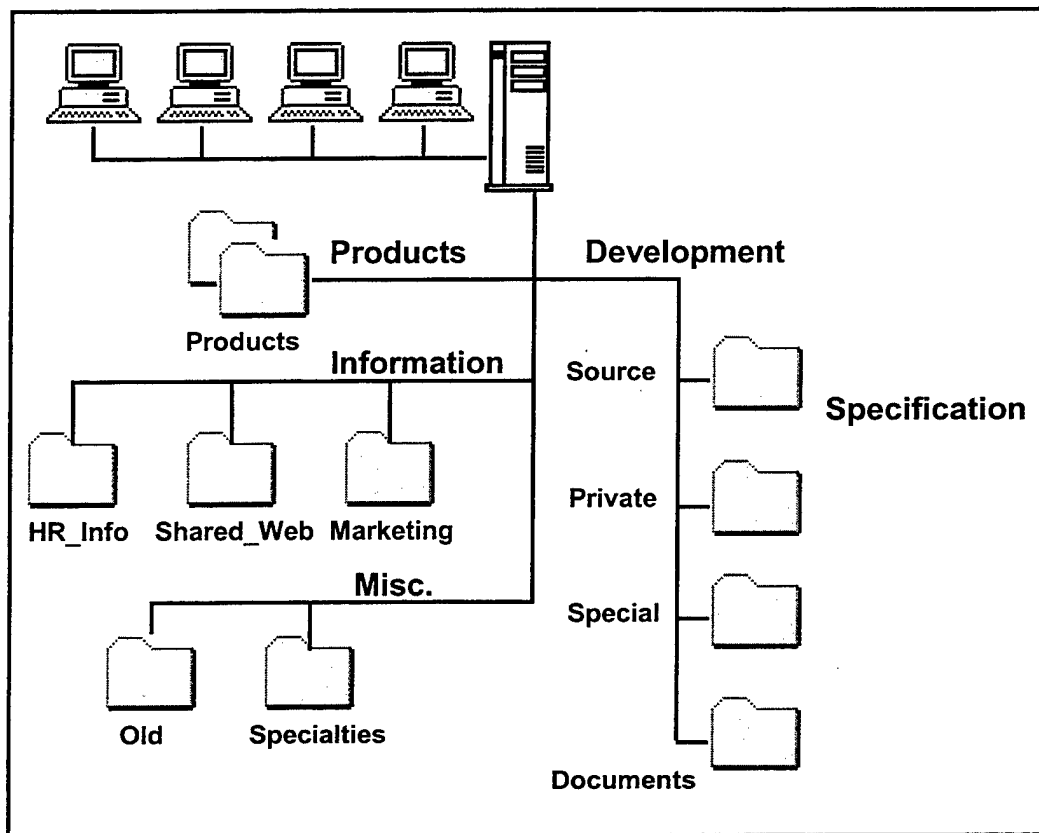 Products
Development
Products
Information
Source
Specification
HR_Info
Shared_Web
Marketing
Private
Misc.
Special
Old
Specialties
Documents